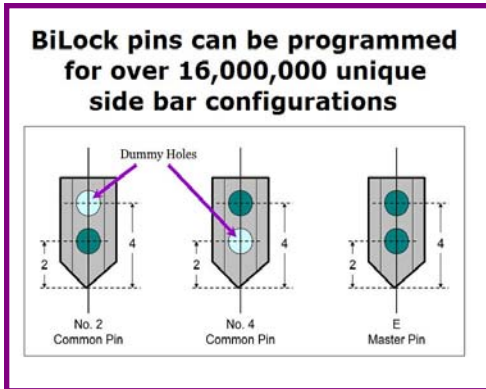 BiLock pins can be programmed
for over 16,000,000 unique
side bar configurations
Dummy Holes
2
4
2
4
2
4
No. 2
Common Pin
No. 4
Common Pin
E
Master Pin